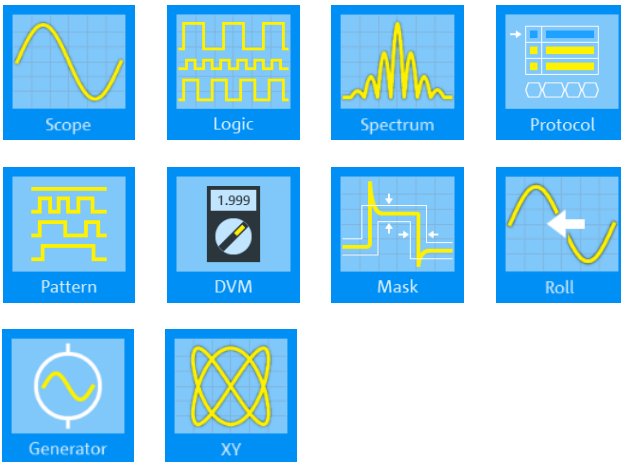 Scope
Logic
Spectrum
Protocol
Pattern
1.999
DVM
Mask
Roll
Generator
XY